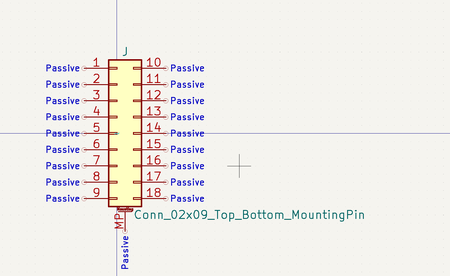 J
Passive 1 10 Passive
Passive 2 11 Passive
Passive 3 12 Passive
Passive 4 13 Passive
Passive 5 14 Passive
Passive 6 15 Passive
Passive 7 16 Passive
Passive 8 17 Passive
Passive 9 18 Passive
MP Conn_02x09_Top_Bottom_MountingPin
Passive